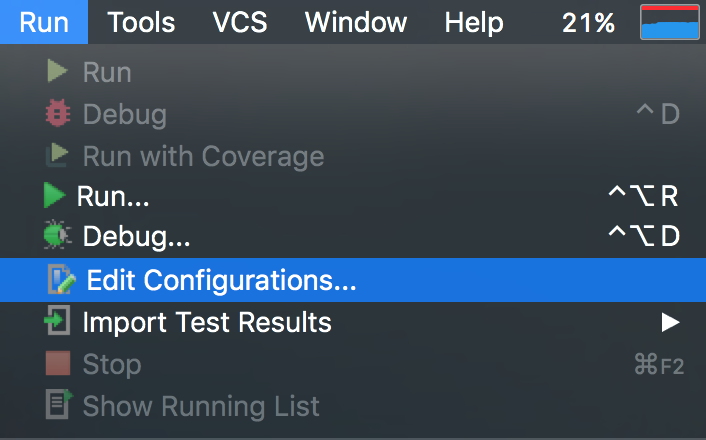 Run Tools VCS Window Help 21%
Run
Debug ^ D
Run with Coverage
Run... ^⌥ R
Debug... ^⌥ D
Edit Configurations...
Import Test Results ▶
Stop ⌘F2
Show Running List